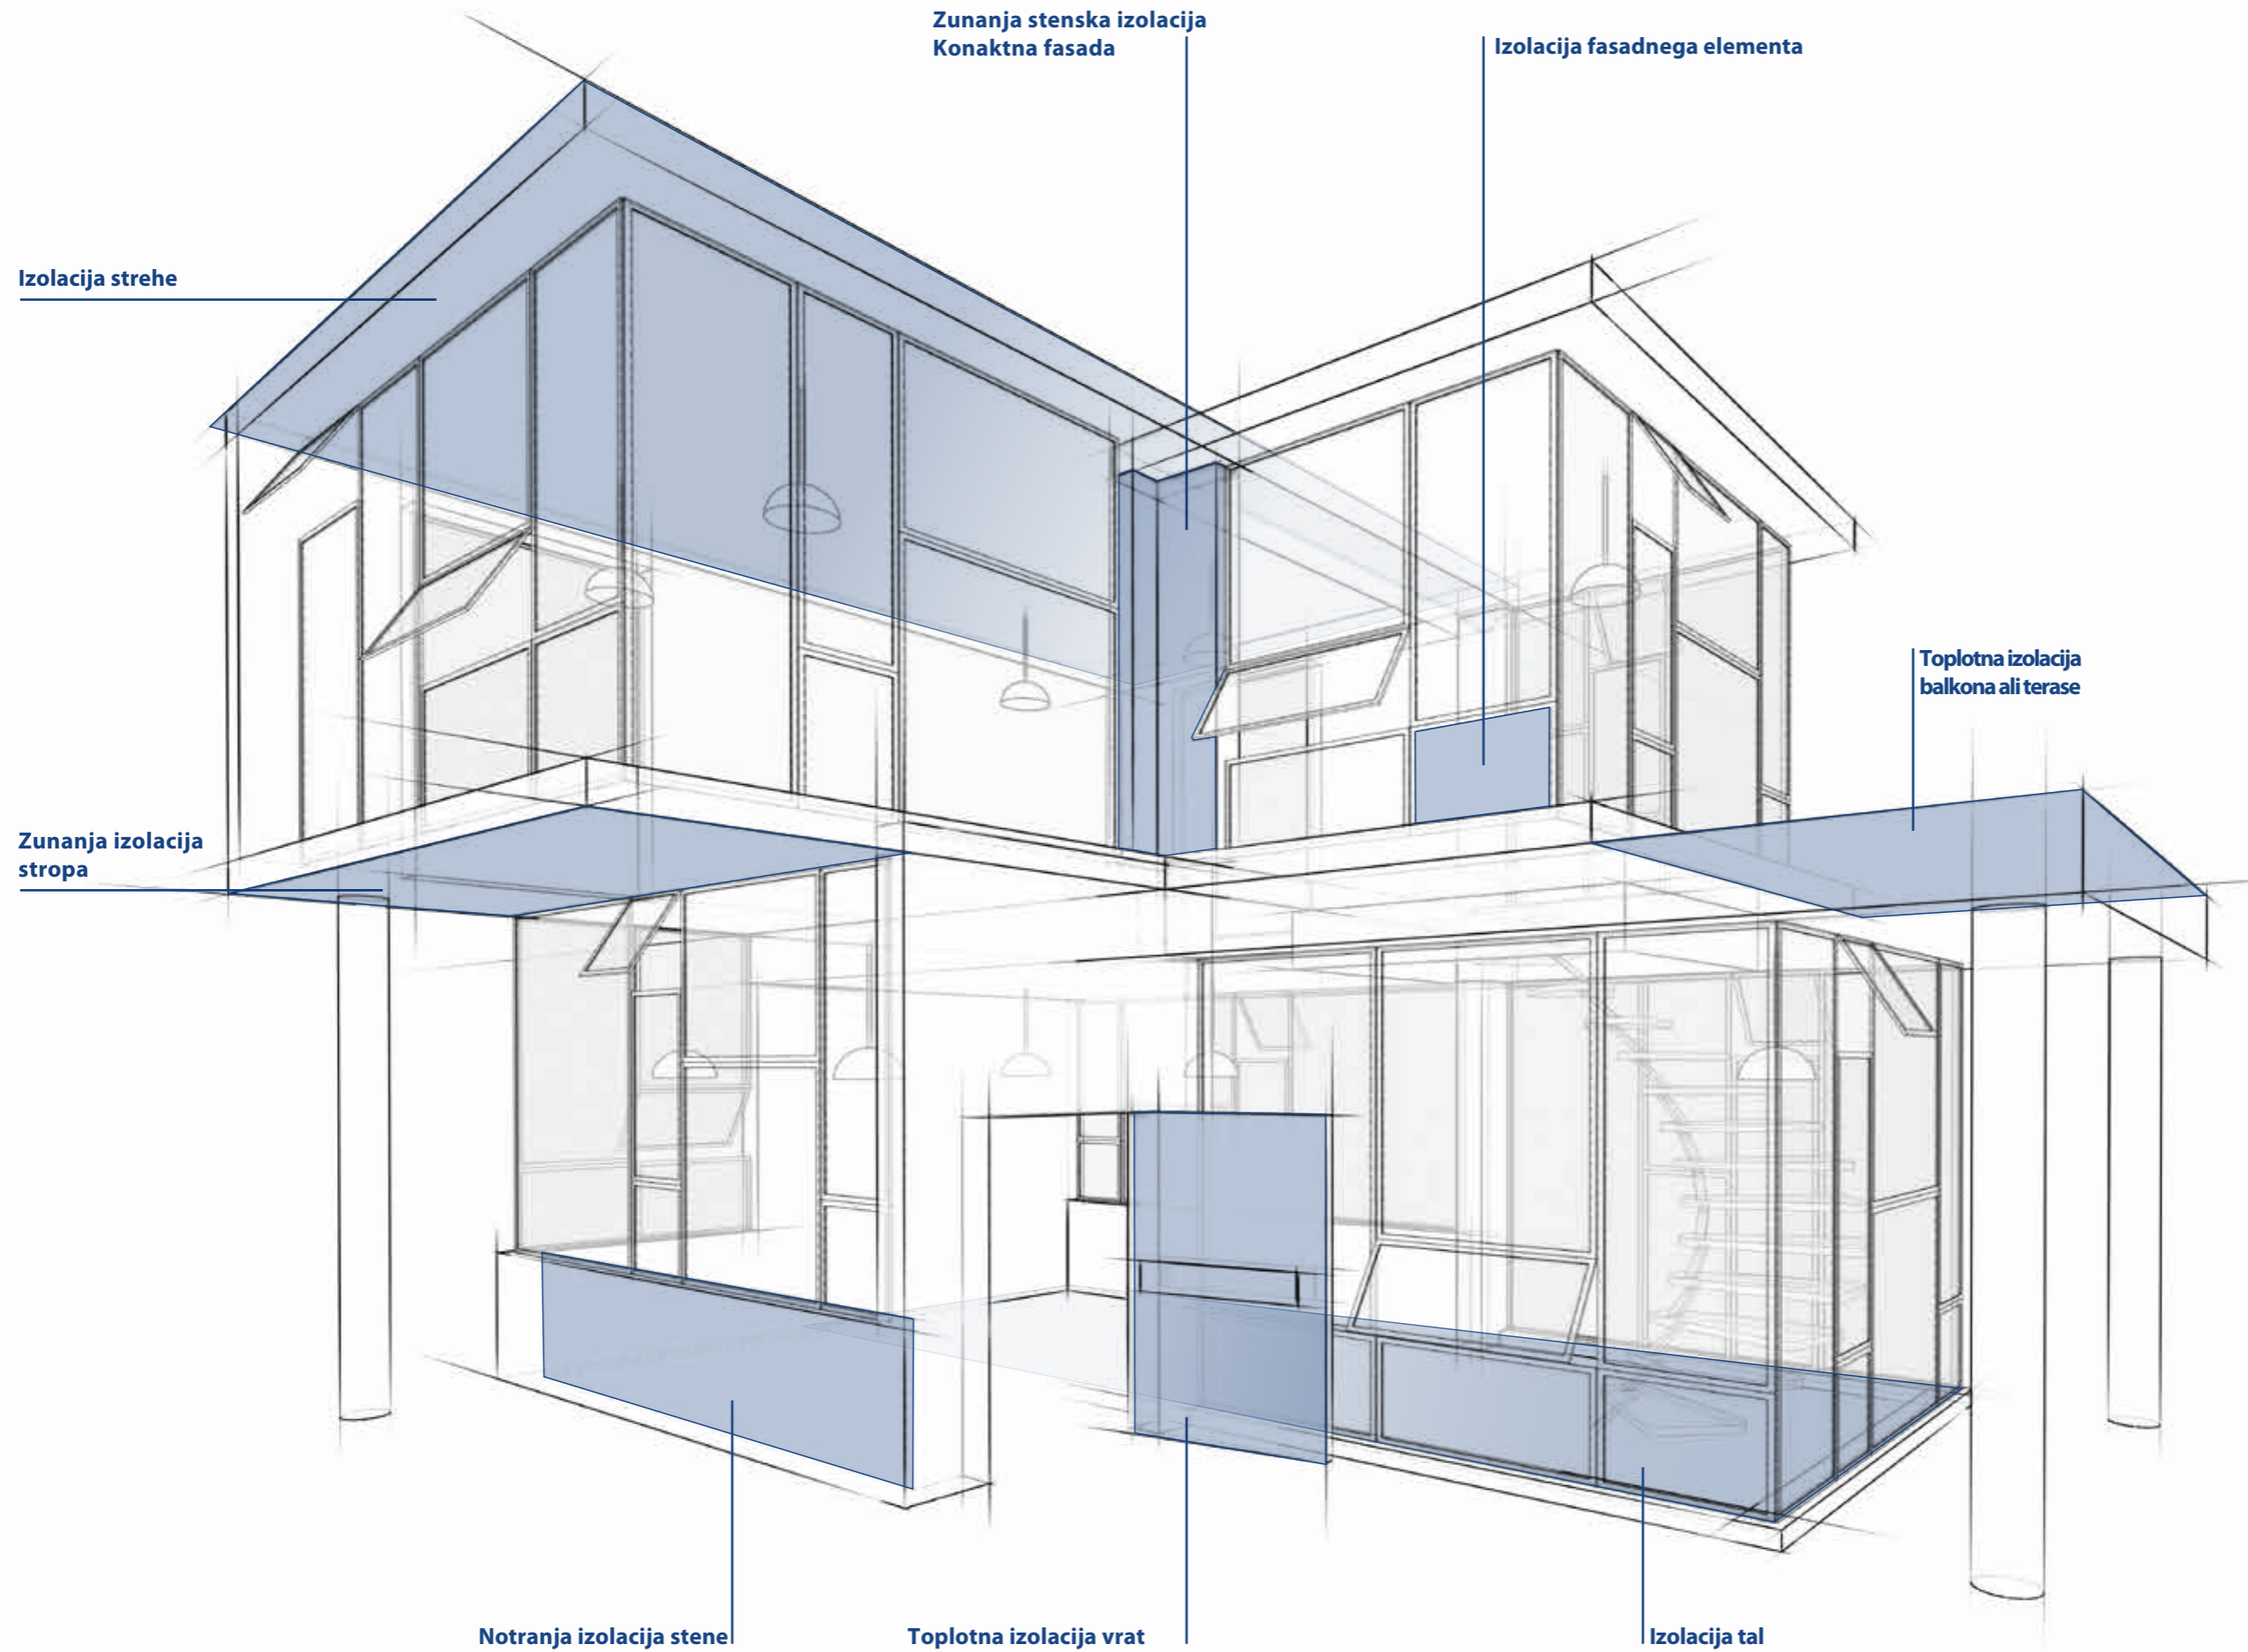 Zunanja stenska izolacija
Konaktna fasada
Izolacija fasadnega elementa
Izolacija strehe
Toplotna izolacija
balkona ali terase
Zunanja izolacija
stropa
Notranja izolacija stene
Toplotna izolacija vrat
Izolacija tal